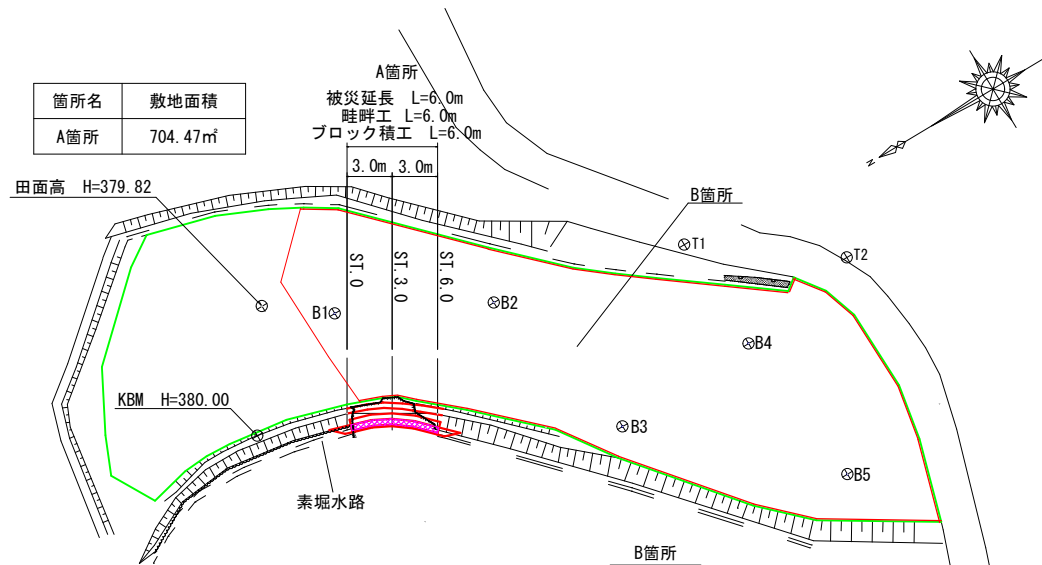 A箇所
被災延長 L=6.0m
畦畔工 L=6.0m
ブロック積工 L=6.0m
3.0m 3.0m
箇所名 敷地面積
A箇所 704.47㎡
田面高 H=379.82
B箇所
N
T1
T2
ST.0
ST.3.0
ST.6.0
B1
B2
B4
KBM H=380.00
B3
B5
素堀水路
B箇所